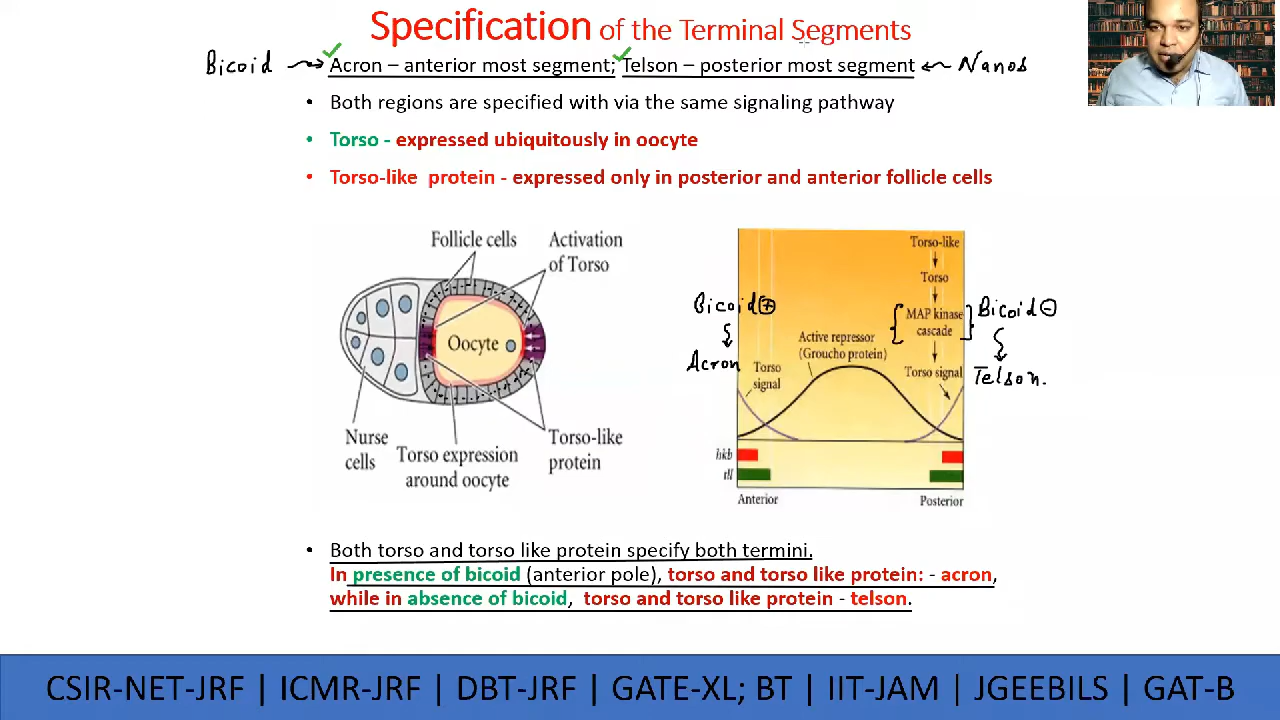 Specification of the Terminal Segments
Bicoid → Acron – anterior most segment; Telson – posterior most segment ← Nanos
• Both regions are specified with via the same signaling pathway
• Torso - expressed ubiquitously in oocyte
• Torso-like protein - expressed only in posterior and anterior follicle cells
Follicle cells
Activation
of Torso
Oocyte
Nurse
cells
Torso expression
around oocyte
Torso-like
protein
Torso-like
Torso
MAP kinase
cascade
Torso signal
Bicoid ⊕
Acron
Active repressor
(Groucho protein)
Torso
signal
Bicoid ⊖
Telson.
hkb
tll
Anterior
Posterior
• Both torso and torso like protein specify both termini.
In presence of bicoid (anterior pole), torso and torso like protein: - acron,
while in absence of bicoid, torso and torso like protein - telson.
CSIR-NET-JRF | ICMR-JRF | DBT-JRF | GATE-XL; BT | IIT-JAM | JGEEBILS | GAT-B